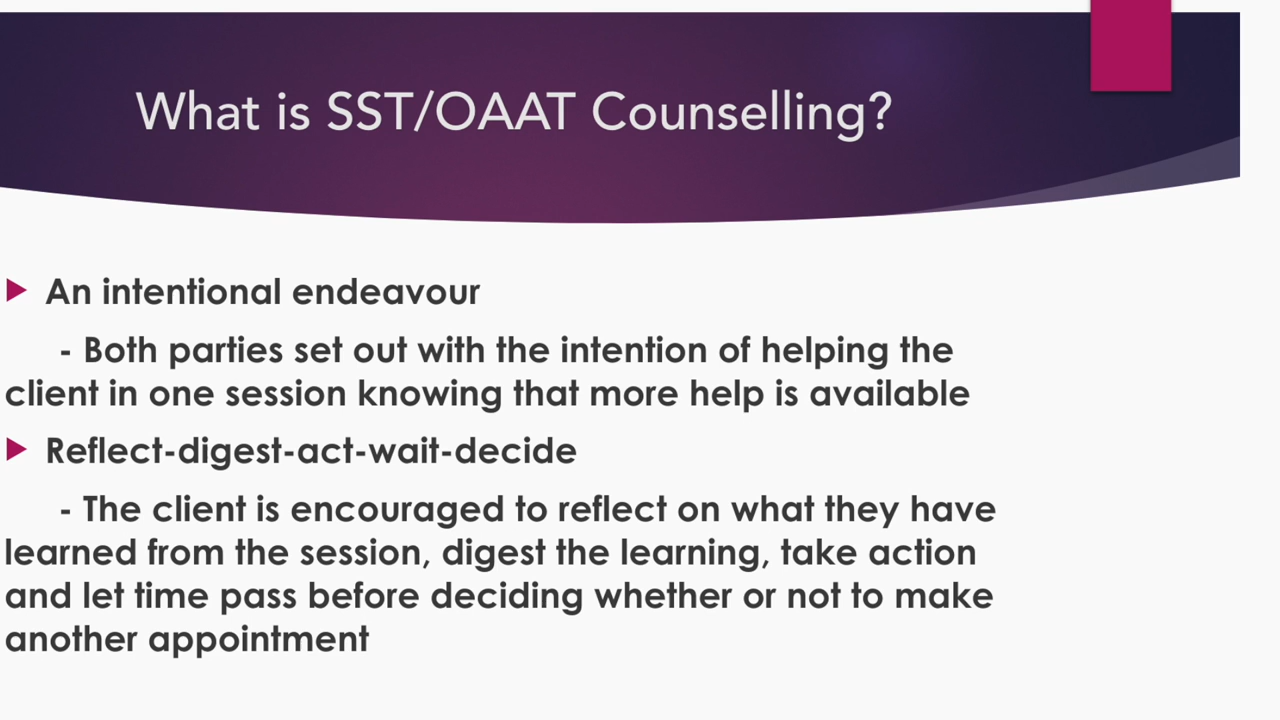 What is SST/OAAT Counselling?
An intentional endeavour
- Both parties set out with the intention of helping the
client in one session knowing that more help is available
Reflect-digest-act-wait-decide
- The client is encouraged to reflect on what they have
learned from the session, digest the learning, take action
and let time pass before deciding whether or not to make
another appointment